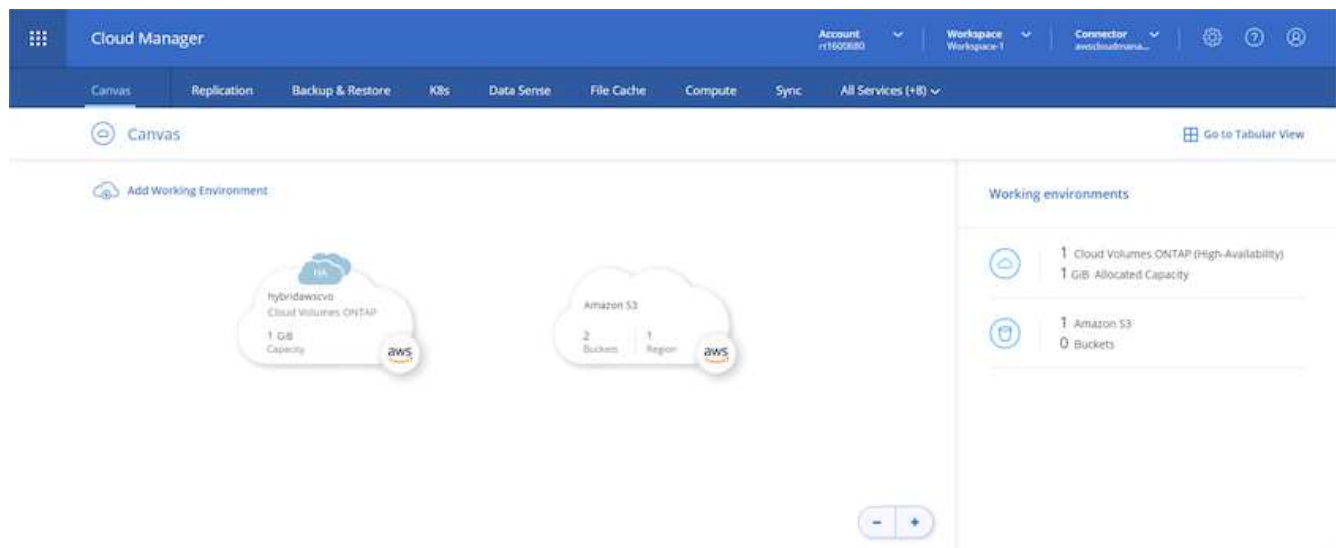 Cloud Manager
Account
rt1600680
Workspace
Workspace-1
Connector
awscloudmana...
Canvas Replication Backup & Restore K8s Data Sense File Cache Compute Sync All Services (+8)
Canvas
Go to Tabular View
Add Working Environment
Working environments
HA
hybridawscvo
Cloud Volumes ONTAP
1 GiB
Capacity
aws
Amazon S3
2 1
Buckets Region
aws
1 Cloud Volumes ONTAP (High-Availability)
1 GiB Allocated Capacity
1 Amazon S3
0 Buckets
- +